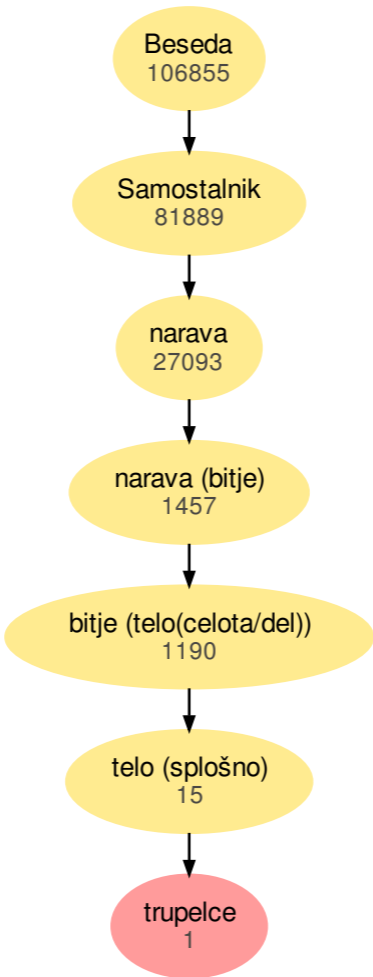 Beseda
106855
Samostalnik
81889
narava
27093
narava (bitje)
1457
bitje (telo(celota/del))
1190
telo (splošno)
15
trupelce
1